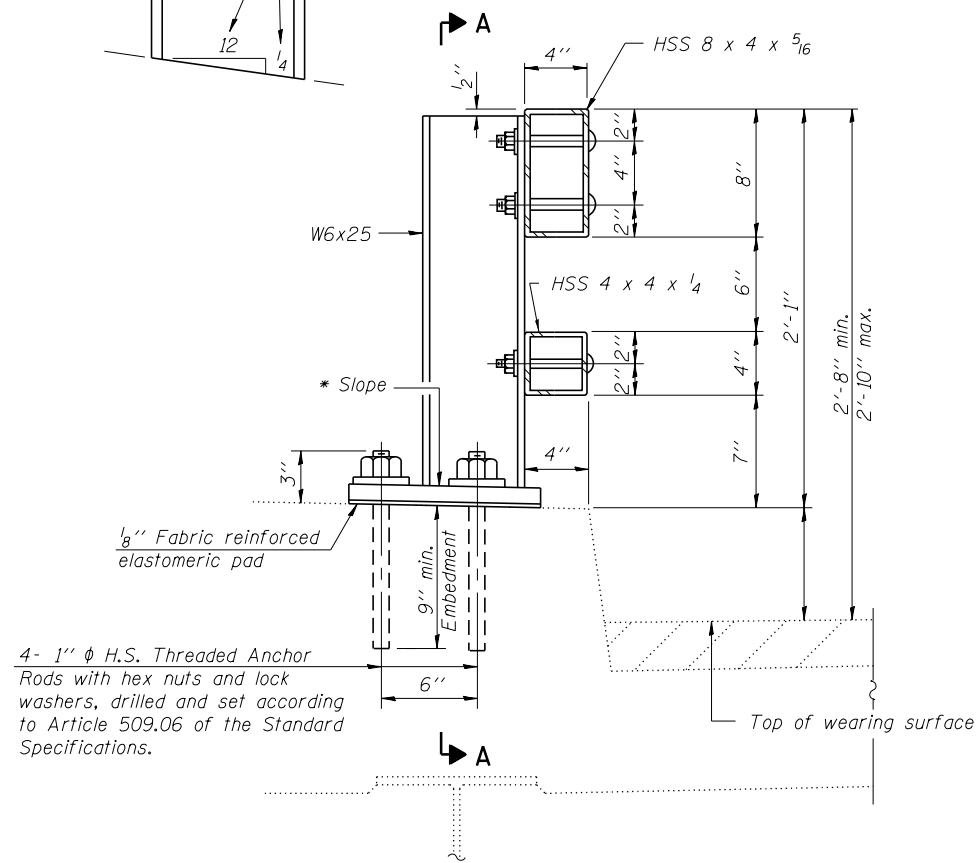 A
12
1/4
1/2"
4"
HSS 8 x 4 x 5/16
2"
4"
2"
8"
W6x25
6"
HSS 4 x 4 x 1/4
2'-1"
2'-8" min.
2'-10" max.
2"
2"
4"
* Slope
3"
4"
7"
1/8" Fabric reinforced
elastomeric pad
9" min.
Embedment
4- 1" ϕ H.S. Threaded Anchor
Rods with hex nuts and lock
washers, drilled and set according
to Article 509.06 of the Standard
Specifications.
6"
Top of wearing surface
A